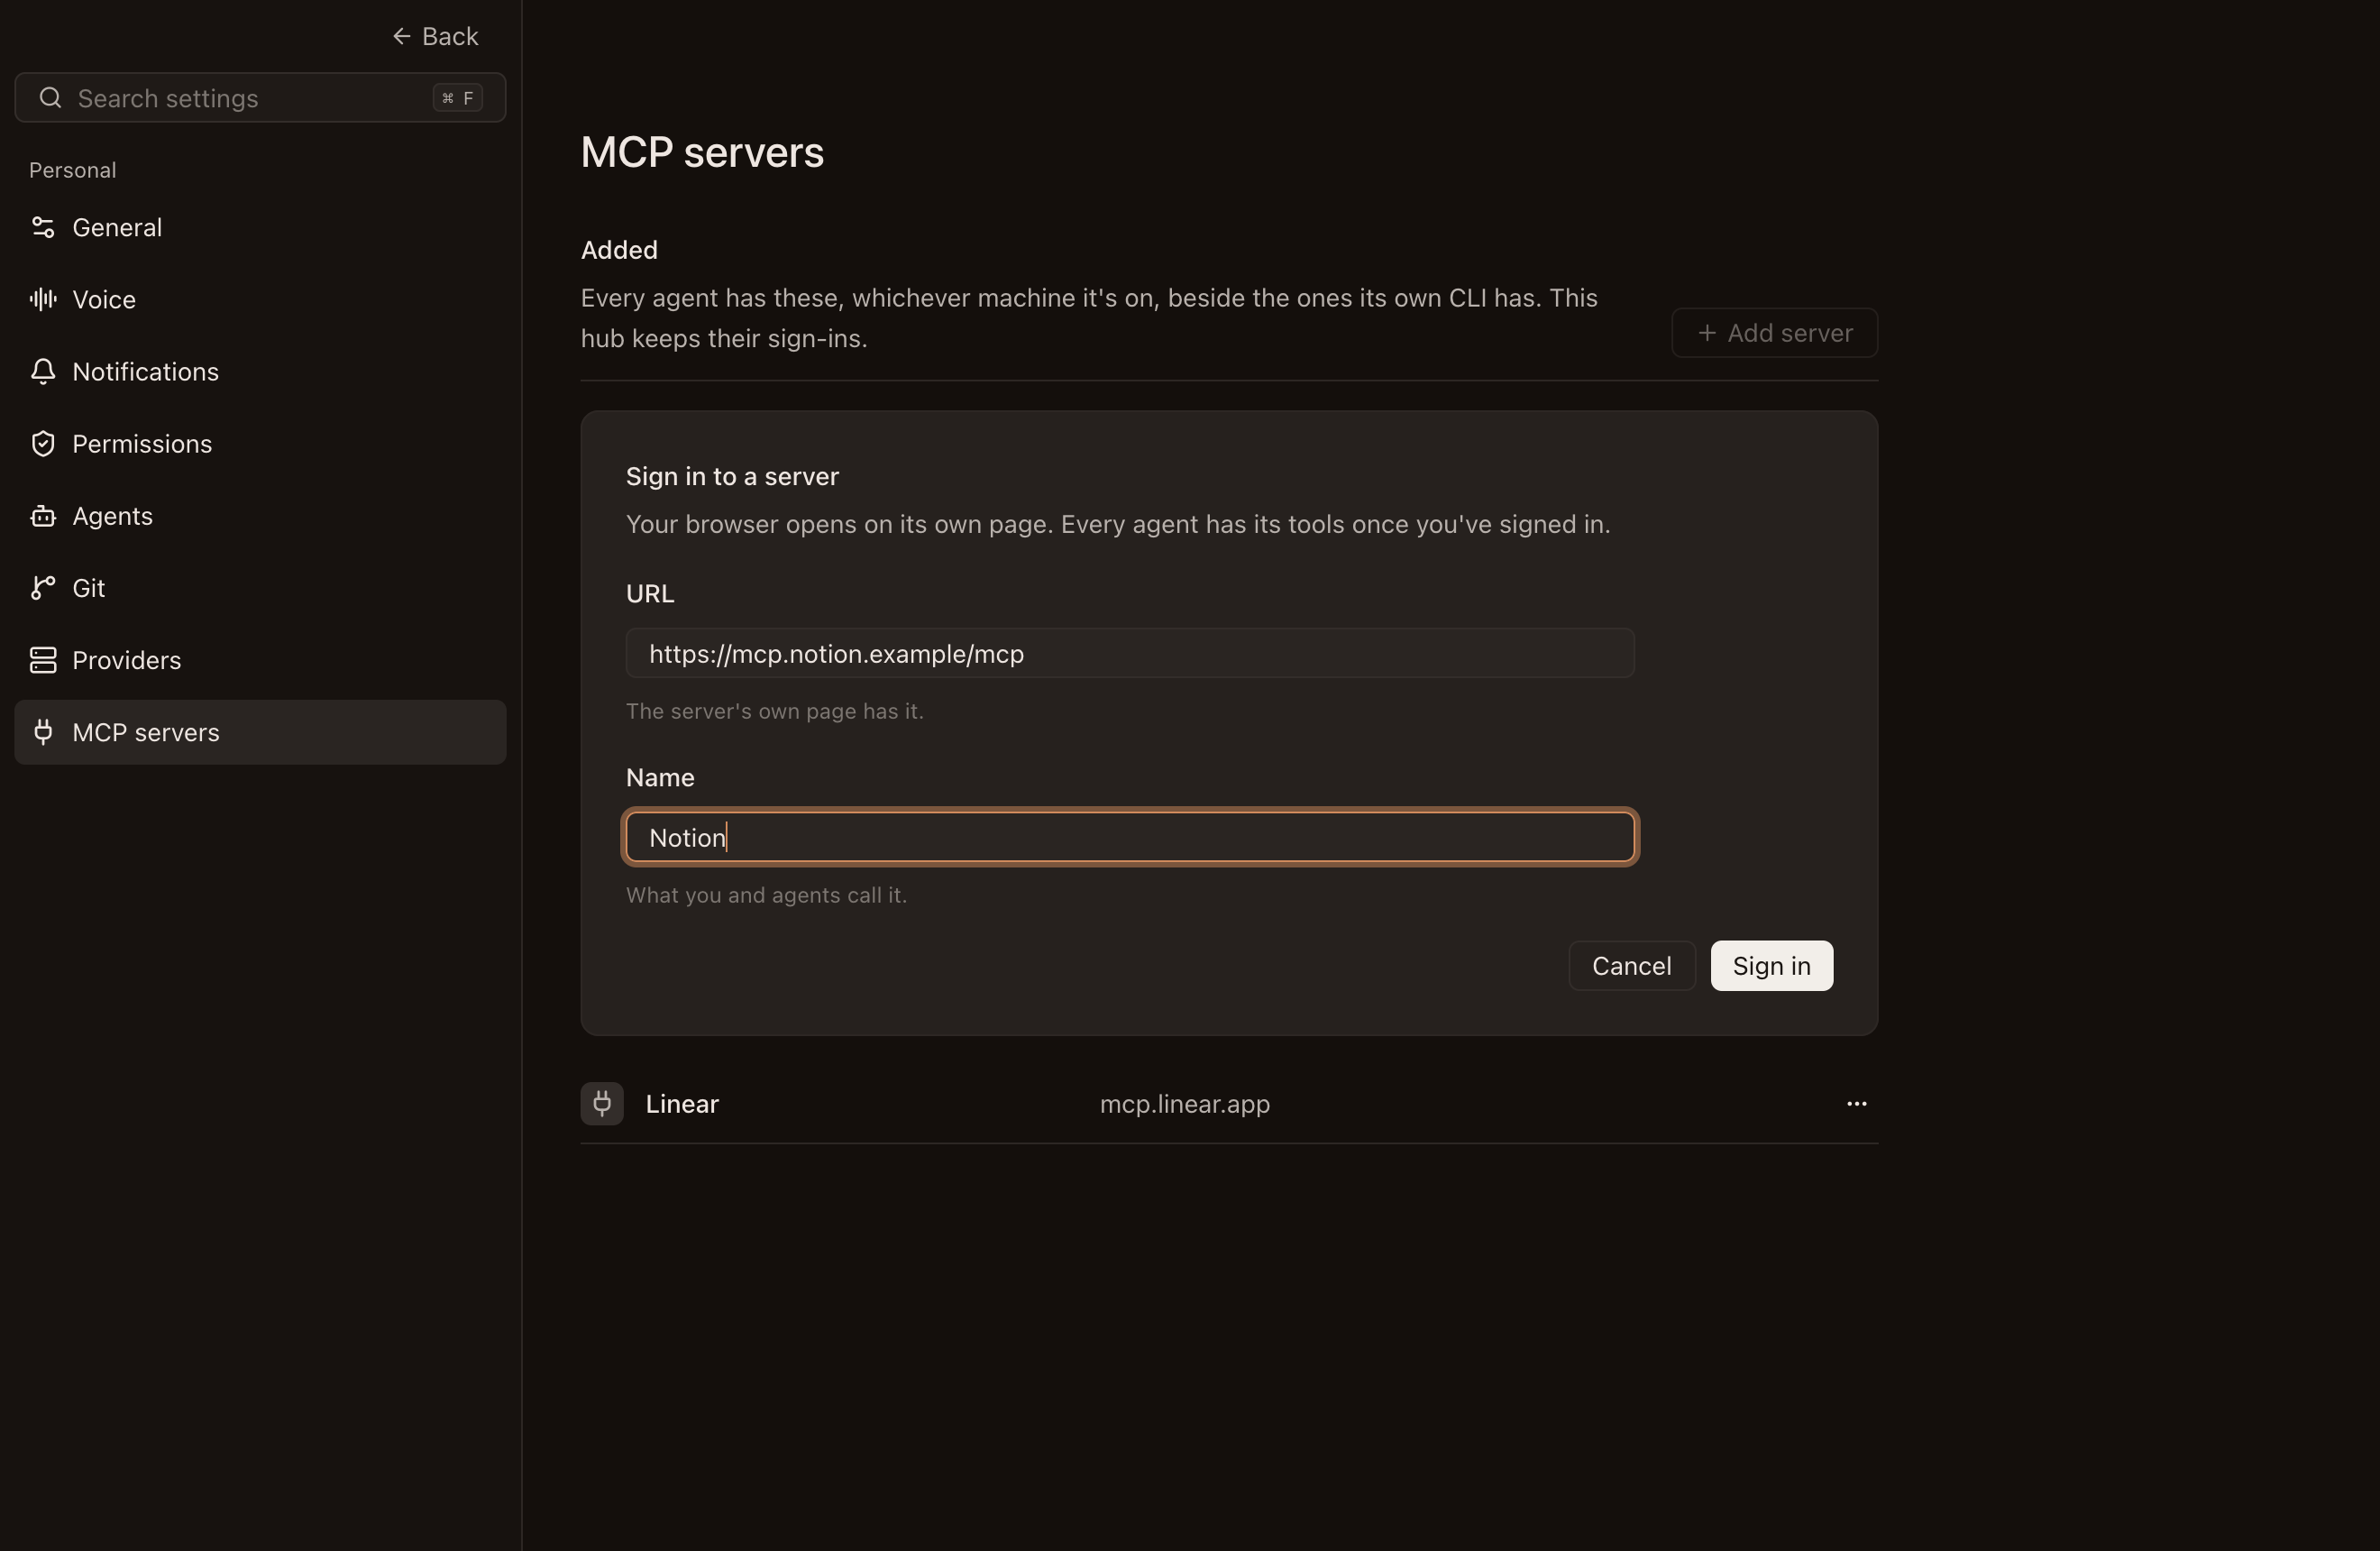 Back
Search settings
⌘ F
Personal
General
Voice
Notifications
Permissions
Agents
Git
Providers
MCP servers
MCP servers
Added
Every agent has these, whichever machine it's on, beside the ones its own CLI has. This
hub keeps their sign-ins.
Add server
Sign in to a server
Your browser opens on its own page. Every agent has its tools once you've signed in.
URL
https://mcp.notion.example/mcp
The server's own page has it.
Name
Notion
What you and agents call it.
Cancel
Sign in
Linear
mcp.linear.app